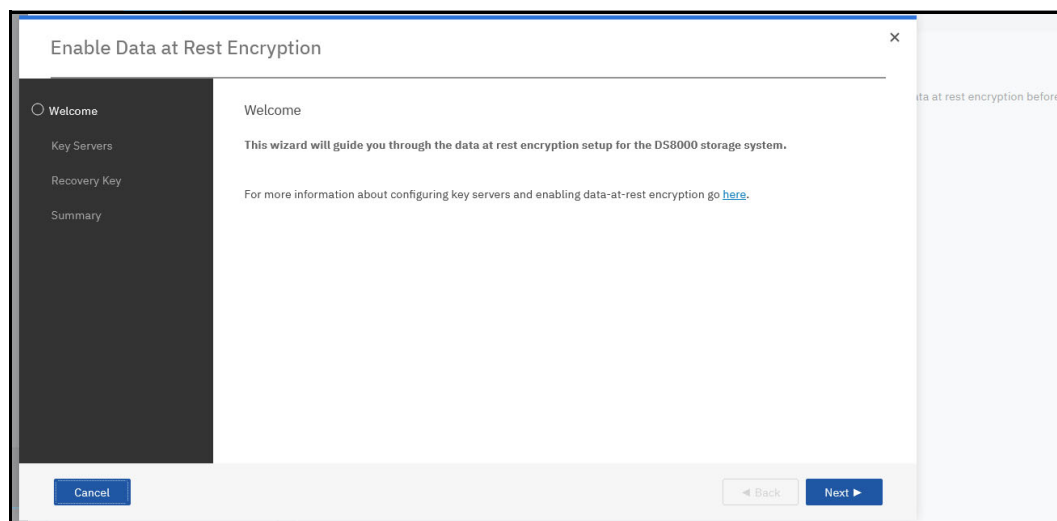 Enable Data at Rest Encryption
×
Welcome
Key Servers
Recovery Key
Summary
Welcome
This wizard will guide you through the data at rest encryption setup for the DS8000 storage system.
For more information about configuring key servers and enabling data-at-rest encryption go here.
at rest encryption before
Cancel
◄ Back
Next ►